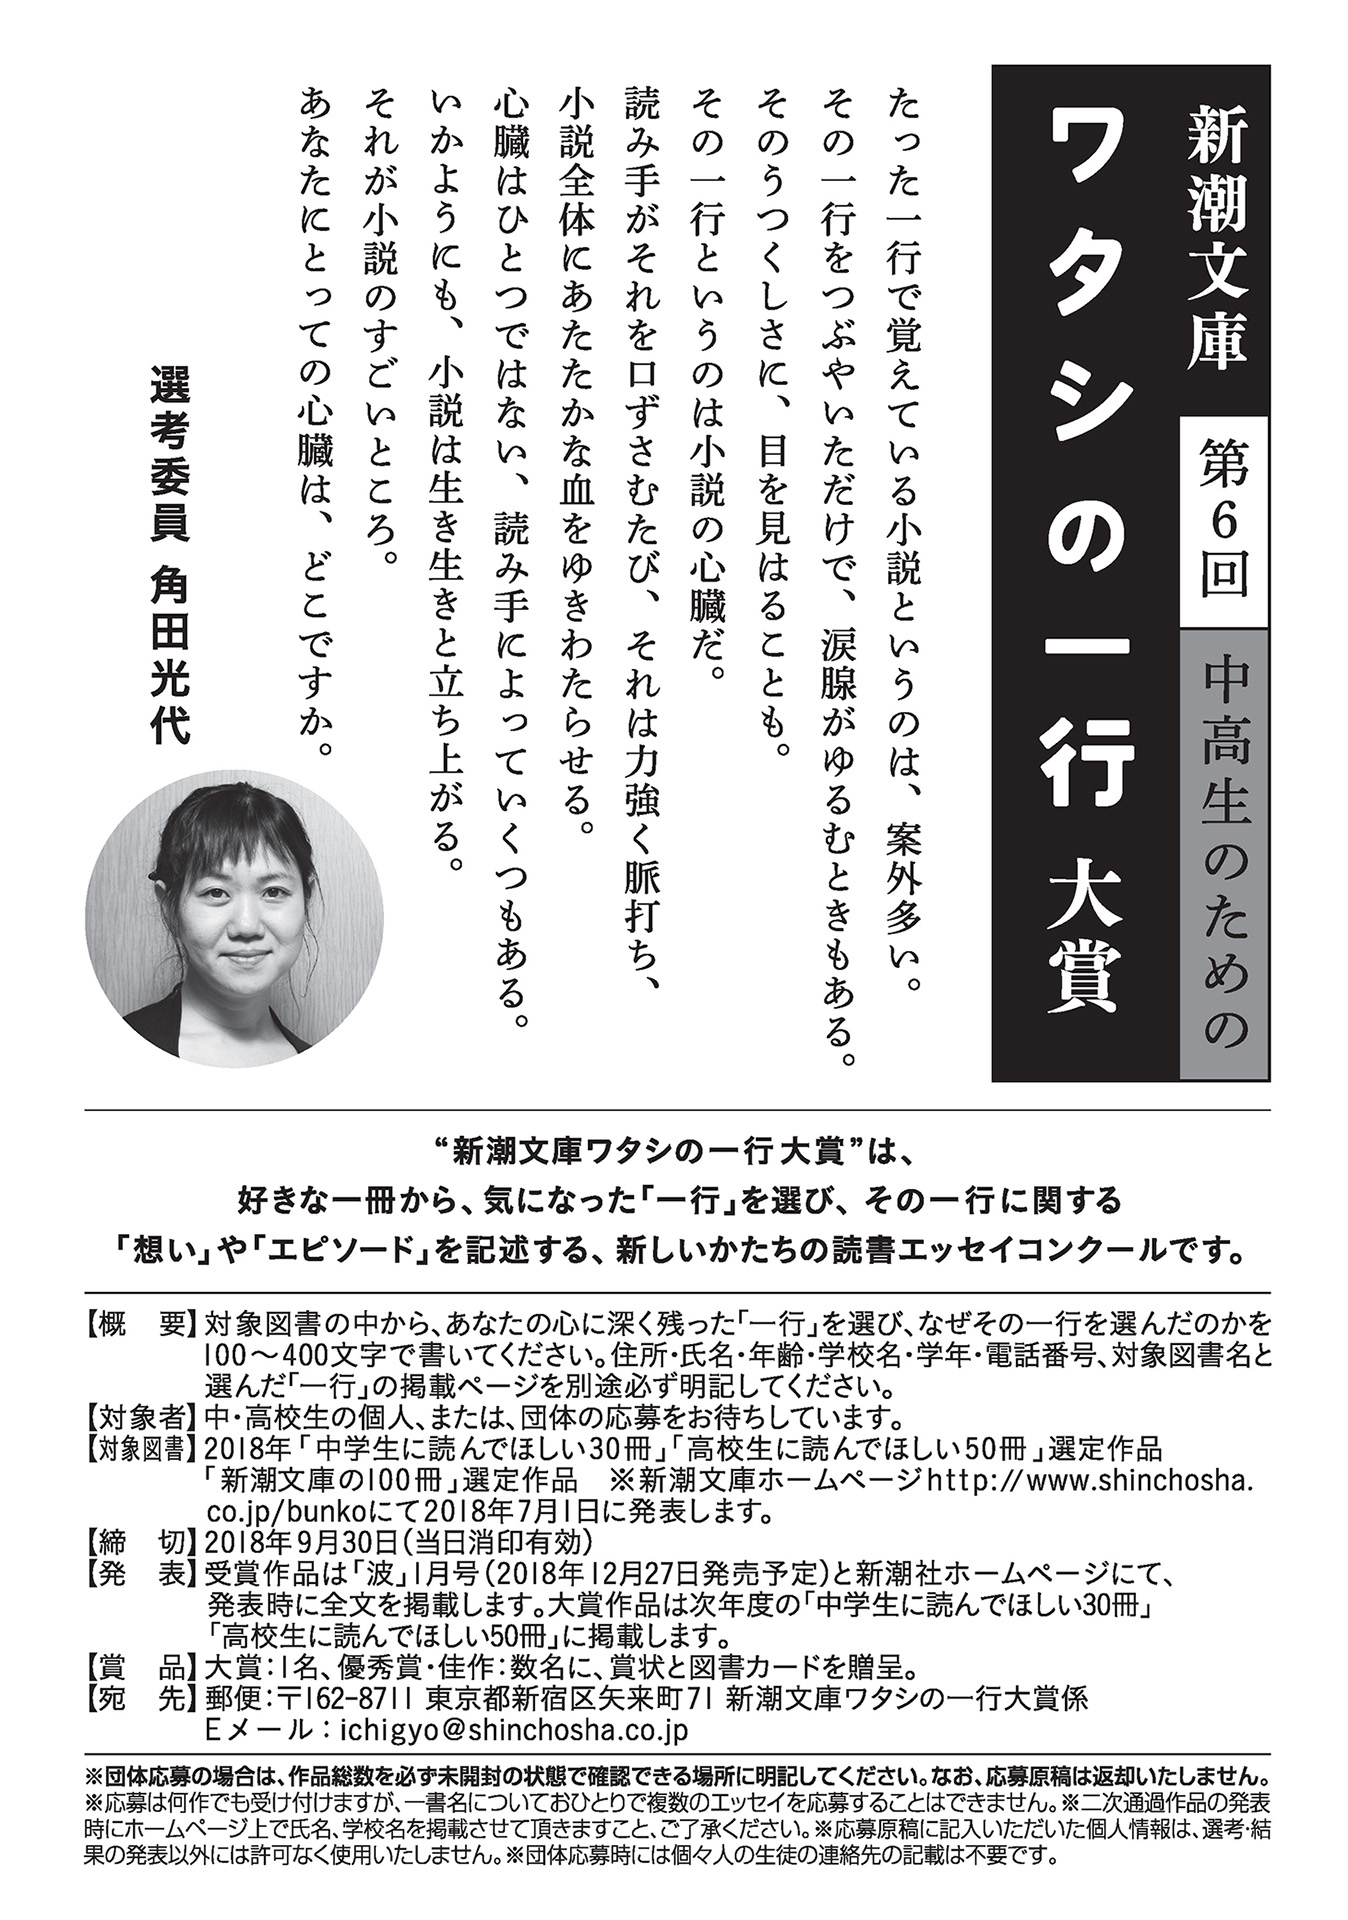 新潮文庫 第6回 中高生のための
ワタシの一行 大賞
たった一行で覚えている小説というのは、案外多い。
その一行をつぶやいただけで、涙腺がゆるむときもある。
そのうつくしさに、目を見はることも。
その一行というのは小説の心臓だ。
読み手がそれを口ずさむたび、それは力強く脈打ち、
小説全体にあたたかな血をゆきわたらせる。
心臓はひとつではない、読み手によっていくつもある。
いかようにも、小説は生き生きと立ち上がる。
それが小説のすごいところ。
あなたにとっての心臓は、どこですか。
選考委員 角田光代
“新潮文庫ワタシの一行大賞”は、
好きな一冊から、気になった「一行」を選び、その一行に関する
「想い」や「エピソード」を記述する、新しいかたちの読書エッセイコンクールです。
【概　要】対象図書の中から、あなたの心に深く残った「一行」を選び、なぜその一行を選んだのかを
100～400文字で書いてください。住所・氏名・年齢・学校名・学年・電話番号、対象図書名と
選んだ「一行」の掲載ページを別途必ず明記してください。
【対象者】中・高校生の個人、または、団体の応募をお待ちしています。
【対象図書】2018年「中学生に読んでほしい30冊」「高校生に読んでほしい50冊」選定作品
「新潮文庫の100冊」選定作品　※新潮文庫ホームページhttp://www.shinchosha.
co.jp/bunkoにて2018年7月1日に発表します。
【締　切】2018年9月30日（当日消印有効）
【発　表】受賞作品は「波」1月号（2018年12月27日発売予定）と新潮社ホームページにて、
発表時に全文を掲載します。大賞作品は次年度の「中学生に読んでほしい30冊」
「高校生に読んでほしい50冊」に掲載します。
【賞　品】大賞：1名、優秀賞・佳作：数名に、賞状と図書カードを贈呈。
【宛　先】郵便：〒162-8711 東京都新宿区矢来町71 新潮文庫ワタシの一行大賞係
Eメール：ichigyo@shinchosha.co.jp
※団体応募の場合は、作品総数を必ず未開封の状態で確認できる場所に明記してください。なお、応募原稿は返却いたしません。
※応募は何作でも受け付けますが、一書名についておひとりで複数のエッセイを応募することはできません。※二次通過作品の発表
時にホームページ上で氏名、学校名を掲載させて頂きますこと、ご了承ください。※応募原稿に記入いただいた個人情報は、選考・結
果の発表以外には許可なく使用いたしません。※団体応募時には個々人の生徒の連絡先の記載は不要です。